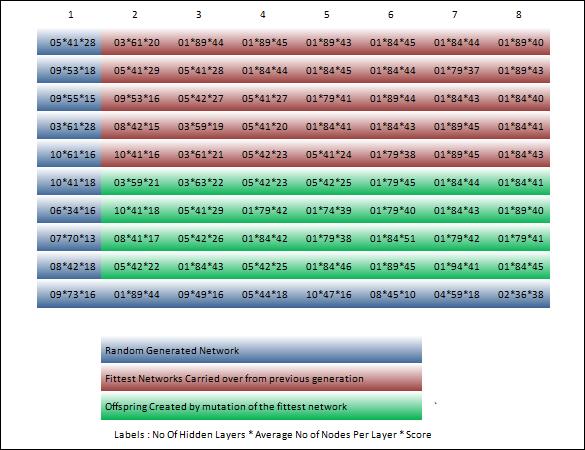 1 2 3 4 5 6 7 8
05*41*28 03*61*20 01*89*44 01*89*45 01*89*43 01*84*45 01*84*44 01*89*40
09*53*18 05*41*29 05*41*28 01*84*44 01*84*45 01*84*44 01*79*37 01*89*43
09*55*15 09*53*16 05*42*27 05*41*27 01*79*41 01*89*44 01*84*43 01*84*40
03*61*28 08*42*15 03*59*19 05*41*20 01*84*41 01*84*43 01*89*45 01*84*41
10*61*16 10*41*16 03*61*21 05*42*23 05*41*24 01*79*38 01*89*45 01*84*43
10*41*18 03*59*21 03*63*22 05*42*23 05*42*25 01*79*45 01*84*44 01*84*41
06*34*16 10*41*18 05*41*29 01*79*42 01*74*39 01*79*40 01*84*43 01*89*40
07*70*13 08*41*17 05*42*26 01*84*42 01*79*38 01*84*51 01*79*42 01*79*41
08*42*18 05*42*22 01*84*43 05*42*25 01*84*46 01*89*45 01*94*41 01*84*45
09*73*16 01*89*44 09*49*16 05*44*18 10*47*16 08*45*10 04*59*18 02*36*38
Random Generated Network
Fittest Networks Carried over from previous generation
Offspring Created by mutation of the fittest network
Labels : No Of Hidden Layers * Average No of Nodes Per Layer * Score